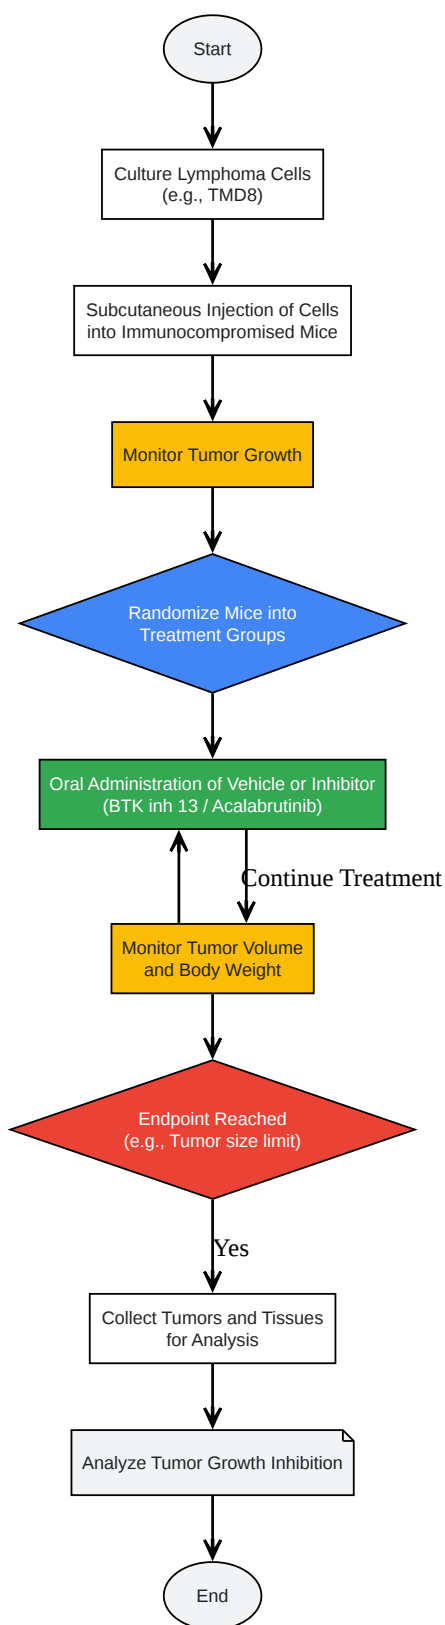 Start
Culture Lymphoma Cells
(e.g., TMD8)
Subcutaneous Injection of Cells
into Immunocompromised Mice
Monitor Tumor Growth
Randomize Mice into
Treatment Groups
Oral Administration of Vehicle or Inhibitor
(BTK inh 13 / Acalabrutinib)
Continue Treatment
Monitor Tumor Volume
and Body Weight
Endpoint Reached
(e.g., Tumor size limit)
Yes
Collect Tumors and Tissues
for Analysis
Analyze Tumor Growth Inhibition
End